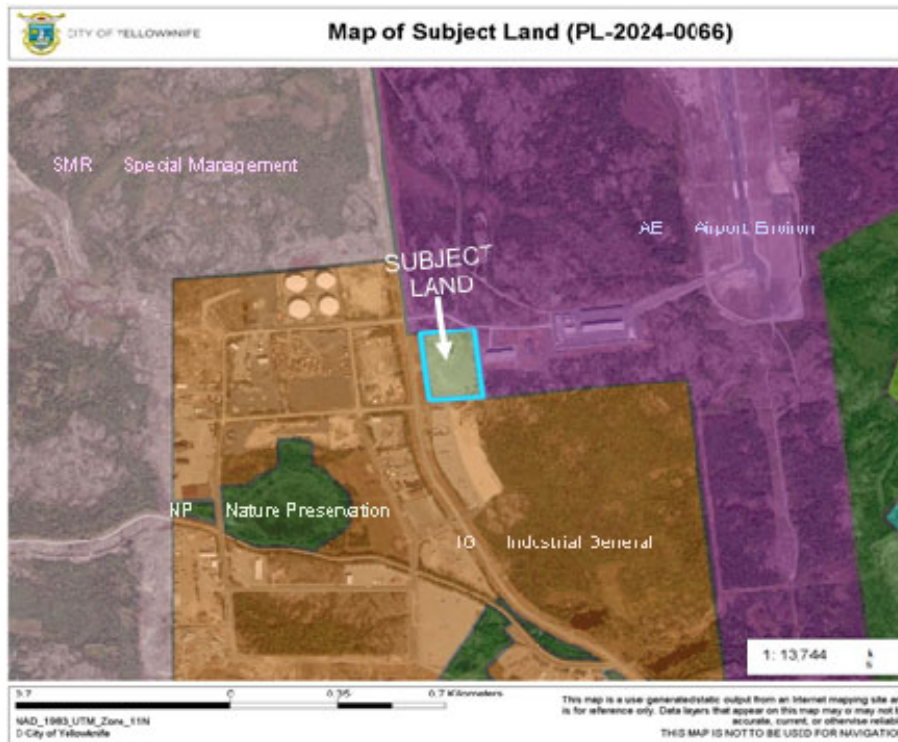 CITY OF YELLOWKNIFE
Map of Subject Land (PL-2024-0066)
SMR Special Management
AE Airport Environ
SUBJECT
LAND
NP Nature Preservation
IG Industrial General
1: 13,744
0.7 0 0.35 0.7 Kilometers
NAD_1983_UTM_Zone_11N
© City of Yellowknife
This map is a user generated static output from an Internet mapping site an
is for reference only. Data layers that appear on this map may or may not b
accurate, current, or otherwise reliabl
THIS MAP IS NOT TO BE USED FOR NAVIGATION